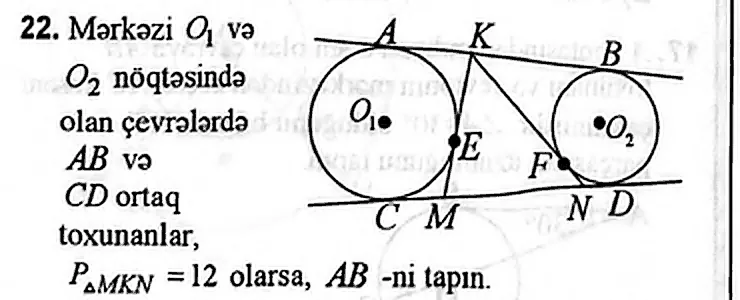 22. Mərkəzi O₁ və
O₂ nöqtəsində
olan çevrələrdə
AB və
CD ortaq
toxunanlar,
P△MKN = 12 olarsa, AB -ni tapın.
A K B
O₁ O₂
E F
C M N D